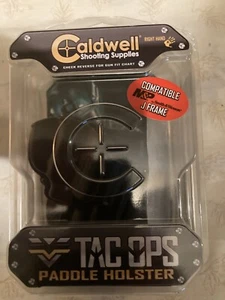 Caldwell
Shooting Supplies
RIGHT HAND
CHECK REVERSE FOR GUN FIT CHART
COMPATIBLE
M&P
J FRAME
TAC OPS
PADDLE HOLSTER